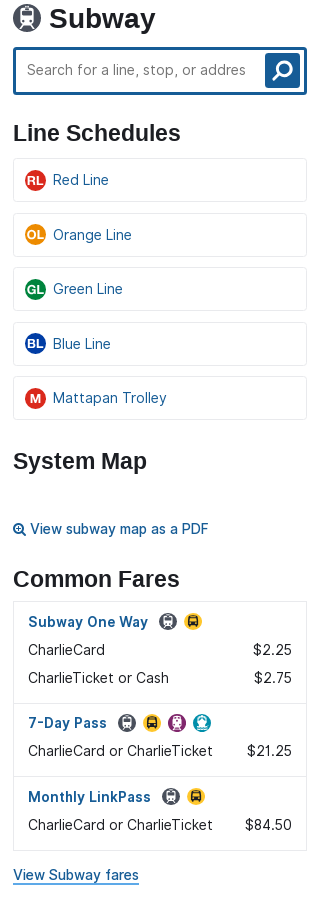 Subway
Search for a line, stop, or addres
Line Schedules
RL Red Line
OL Orange Line
GL Green Line
BL Blue Line
M Mattapan Trolley
System Map
View subway map as a PDF
Common Fares
Subway One Way
CharlieCard $2.25
CharlieTicket or Cash $2.75
7-Day Pass
CharlieCard or CharlieTicket $21.25
Monthly LinkPass
CharlieCard or CharlieTicket $84.50
View Subway fares